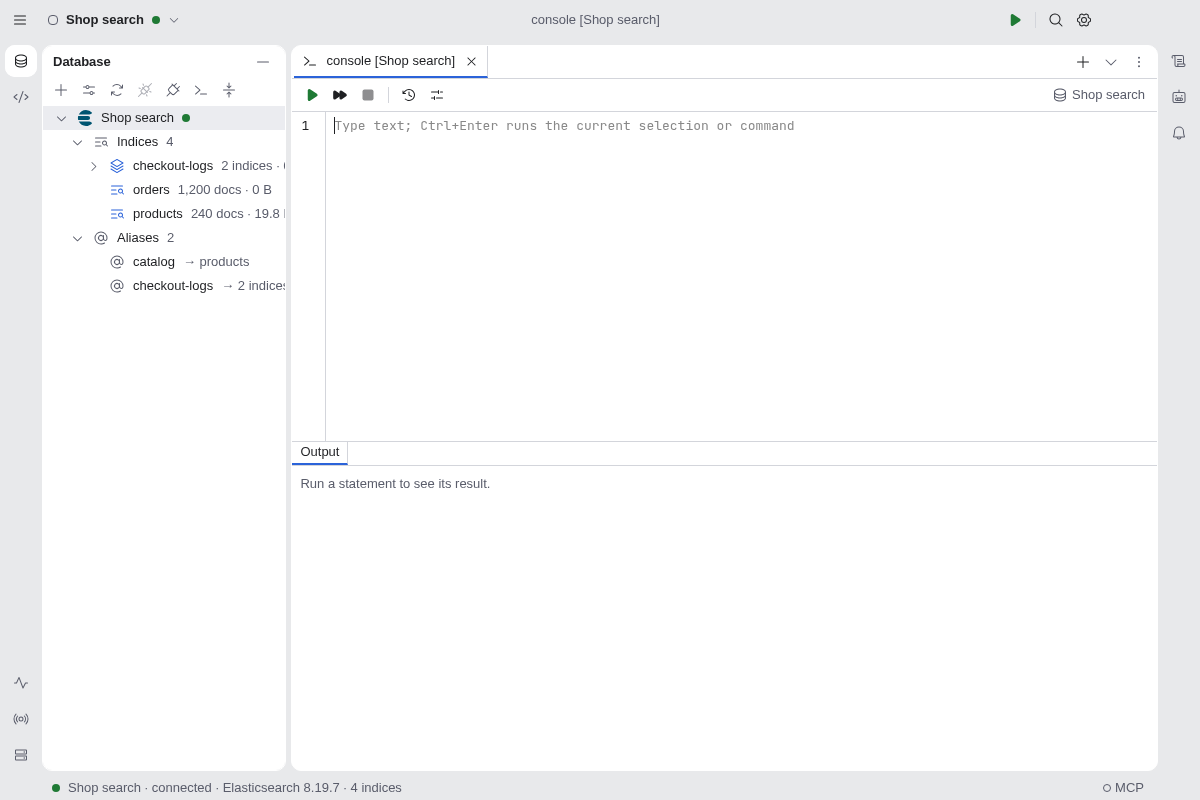 Shop search
console [Shop search]
Database
console [Shop search]
Shop search
Shop search
Indices 4
checkout-logs 2 indices ·
orders 1,200 docs · 0 B
products 240 docs · 19.8
Aliases 2
catalog → products
checkout-logs → 2 indices
1
Type text; Ctrl+Enter runs the current selection or command
Output
Run a statement to see its result.
Shop search · connected · Elasticsearch 8.19.7 · 4 indices
MCP